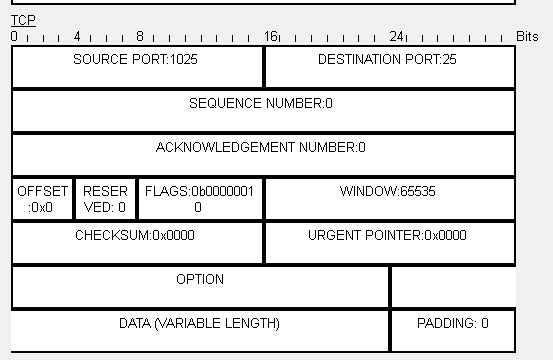 TCP
0 4 8 16 24 Bits
SOURCE PORT:1025 DESTINATION PORT:25
SEQUENCE NUMBER:0
ACKNOWLEDGEMENT NUMBER:0
OFFSET RESER FLAGS:0b0000001 WINDOW:65535
:0x0 VED: 0 0
CHECKSUM:0x0000 URGENT POINTER:0x0000
OPTION
DATA (VARIABLE LENGTH) PADDING: 0